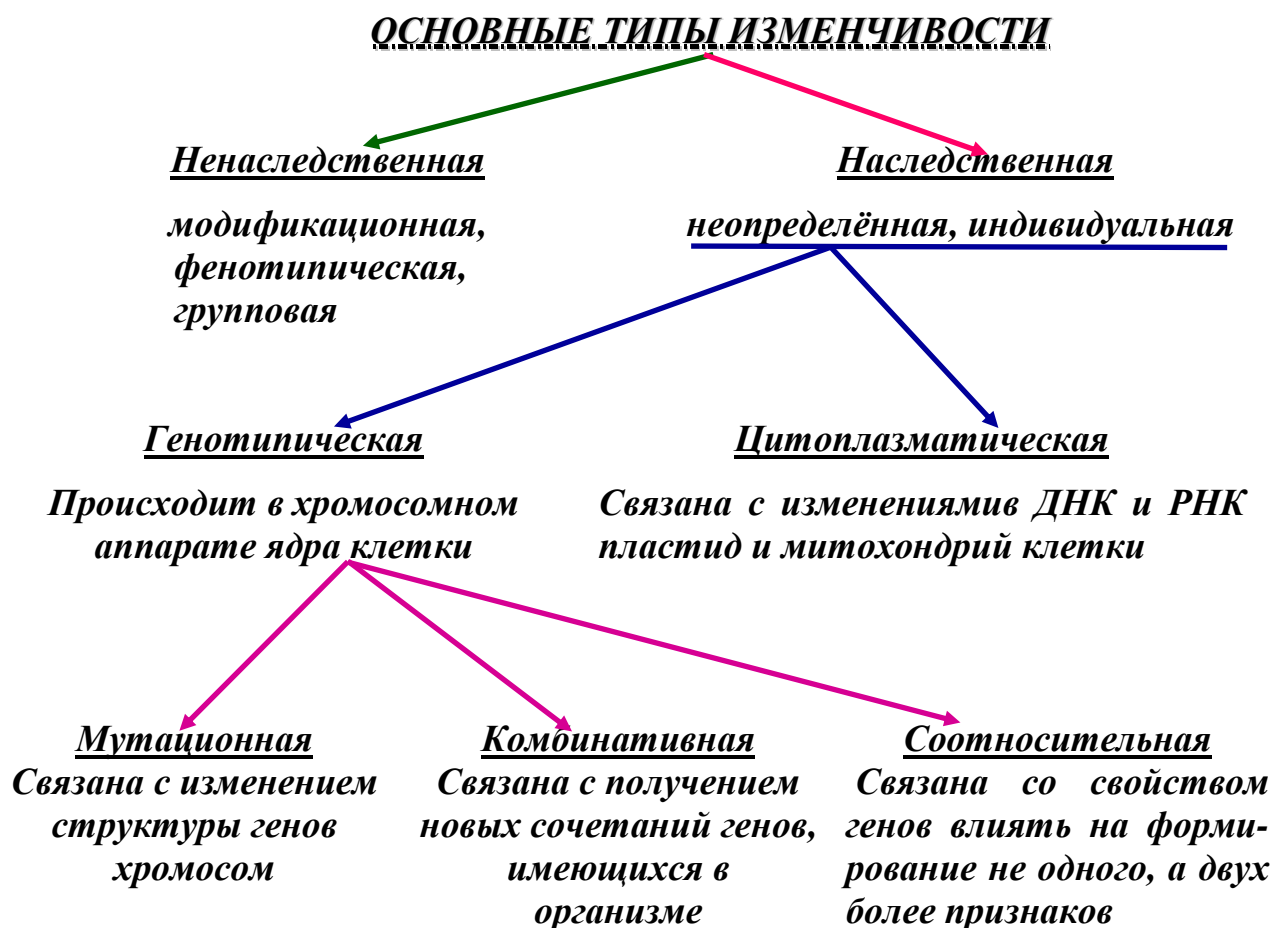 ОСНОВНЫЕ ТИПЫ ИЗМЕНЧИВОСТИ
Ненаследственная
модификационная,
фенотипическая,
групповая
Наследственная
неопределённая, индивидуальная
Генотипическая
Происходит в хромосомном
аппарате ядра клетки
Цитоплазматическая
Связана с изменениямив ДНК и РНК
пластид и митохондрий клетки
Мутационная
Связана с изменением
структуры генов
хромосом
Комбинативная
Связана с получением
новых сочетаний генов,
имеющихся в
организме
Соотносительная
Связана со свойством
генов влиять на форми-
рование не одного, а двух
более признаков